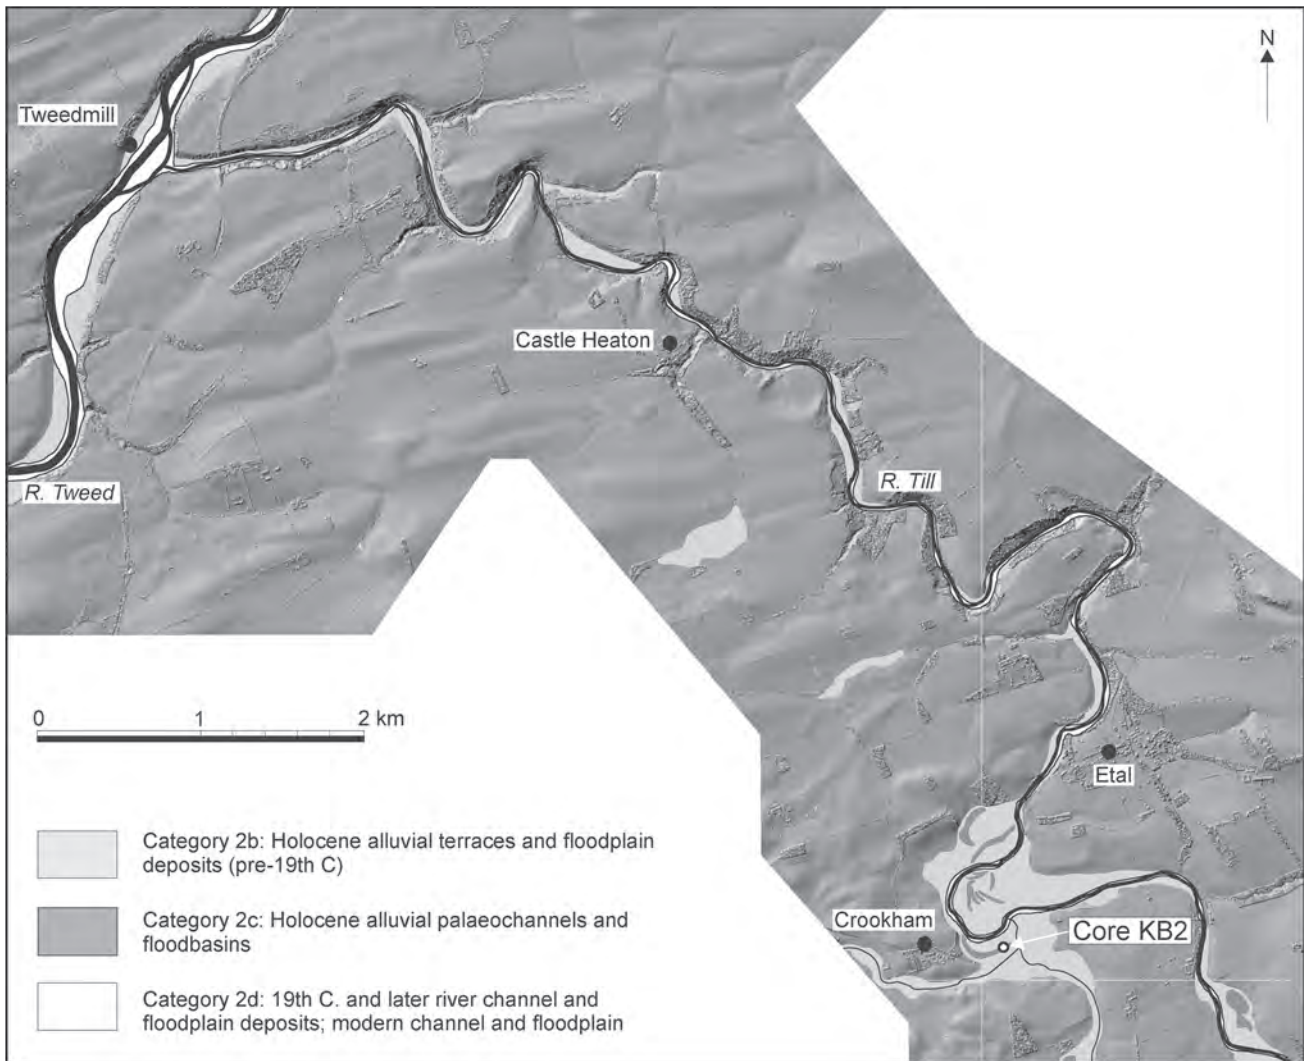 N
Tweedmill
Castle Heaton
R. Tweed
R. Till
0 1 2 km
Etal
Category 2b: Holocene alluvial terraces and floodplain
deposits (pre-19th C)
Category 2c: Holocene alluvial palaeochannels and
floodbasins
Crookham
Core KB2
Category 2d: 19th C. and later river channel and
floodplain deposits; modern channel and floodplain